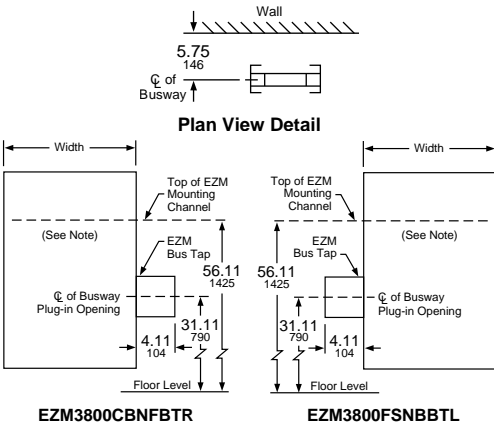 Wall
5.75
146
℄ of
Busway
Plan View Detail
Width
Top of EZM
Mounting
Channel
(See Note)
EZM
Bus Tap
56.11
1425
℄ of Busway
Plug-in Opening
31.11
790
4.11
104
Floor Level
EZM3800CBNFBTR
Width
Top of EZM
Mounting
Channel
(See Note)
EZM
Bus Tap
56.11
1425
℄ of Busway
Plug-in Opening
31.11
790
4.11
104
Floor Level
EZM3800FSNBBTL